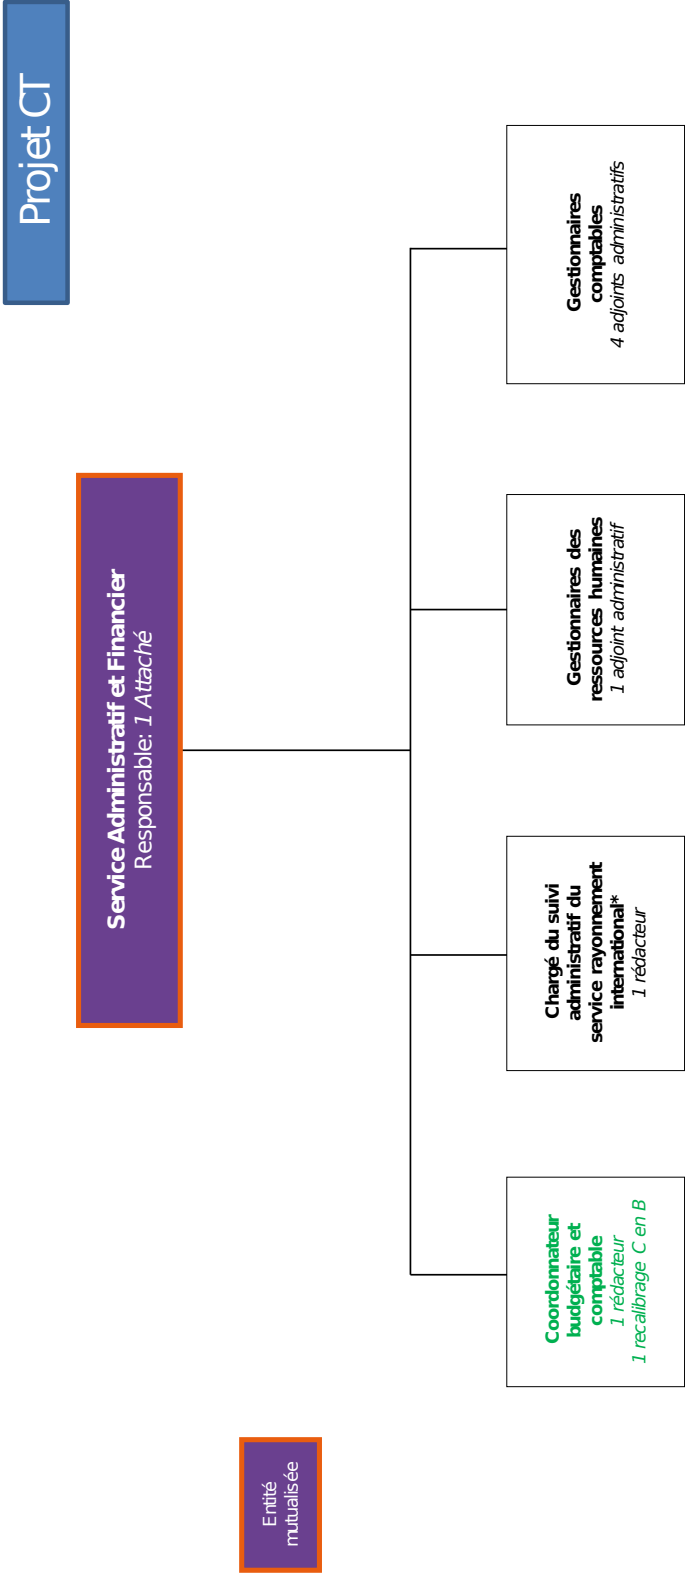 Projet CT
Service Administratif et Financier
Responsable: 1 Attaché
Entité
mutualisée
Coordonnateur
budgétaire et
comptable
1 rédacteur
1 recalibrage C en B
Chargé du suivi
administratif du
service rayonnement
international*
1 rédacteur
Gestionnaires des
ressources humaines
1 adjoint administratif
Gestionnaires
comptables
4 adjoints administratifs